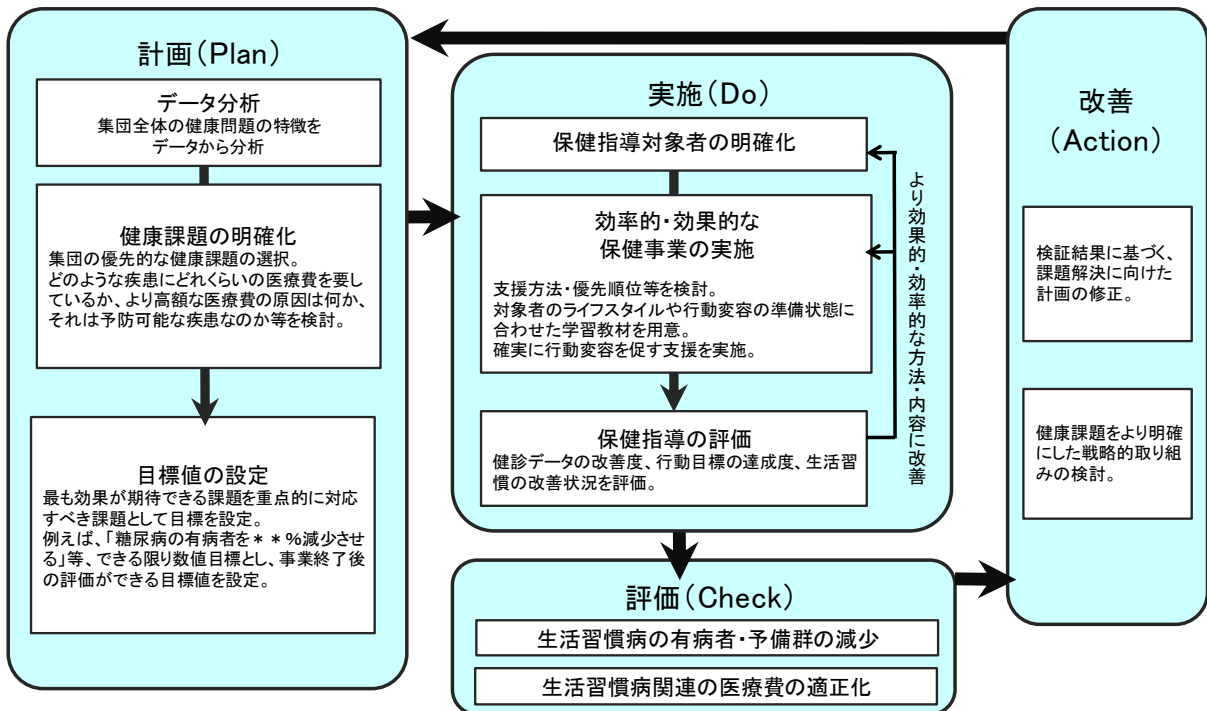 計画(Plan)
データ分析
集団全体の健康問題の特徴を
データから分析
健康課題の明確化
集団の優先的な健康課題の選択。
どのような疾患にどれくらいの医療費を要し
ているか、より高額な医療費の原因は何か、
それは予防可能な疾患なのか等を検討。
目標値の設定
最も効果が期待できる課題を重点的に対応
すべき課題として目標を設定。
例えば、「糖尿病の有病者を**%減少させ
る」等、できる限り数値目標とし、事業終了後
の評価ができる目標値を設定。
実施(Do)
保健指導対象者の明確化
効率的・効果的な
保健事業の実施
支援方法・優先順位等を検討。
対象者のライフスタイルや行動変容の準備状態に
合わせた学習教材を用意。
確実に行動変容を促す支援を実施。
保健指導の評価
健診データの改善度、行動目標の達成度、生活習
慣の改善状況を評価。
より効果的・効率的な方法・内容に改善
評価(Check)
生活習慣病の有病者・予備群の減少
生活習慣病関連の医療費の適正化
改善
(Action)
検証結果に基づく、
課題解決に向けた
計画の修正。
健康課題をより明確
にした戦略的取り組
みの検討。